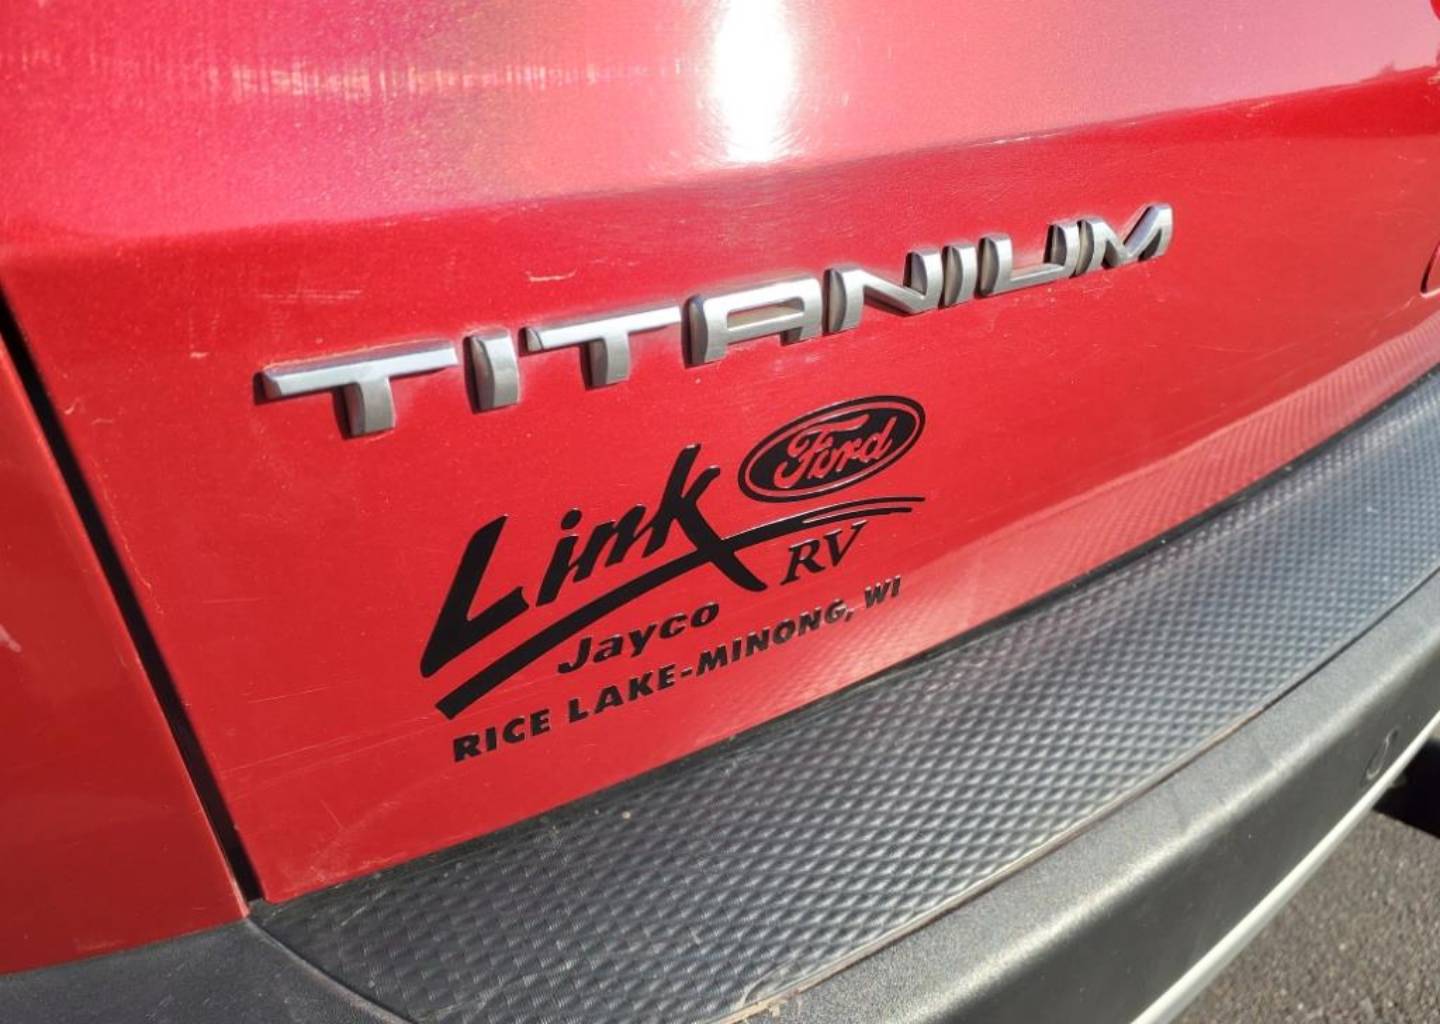 TITANIUM
Link Ford
RV
Jayco
RICE LAKE-MINONG, WI